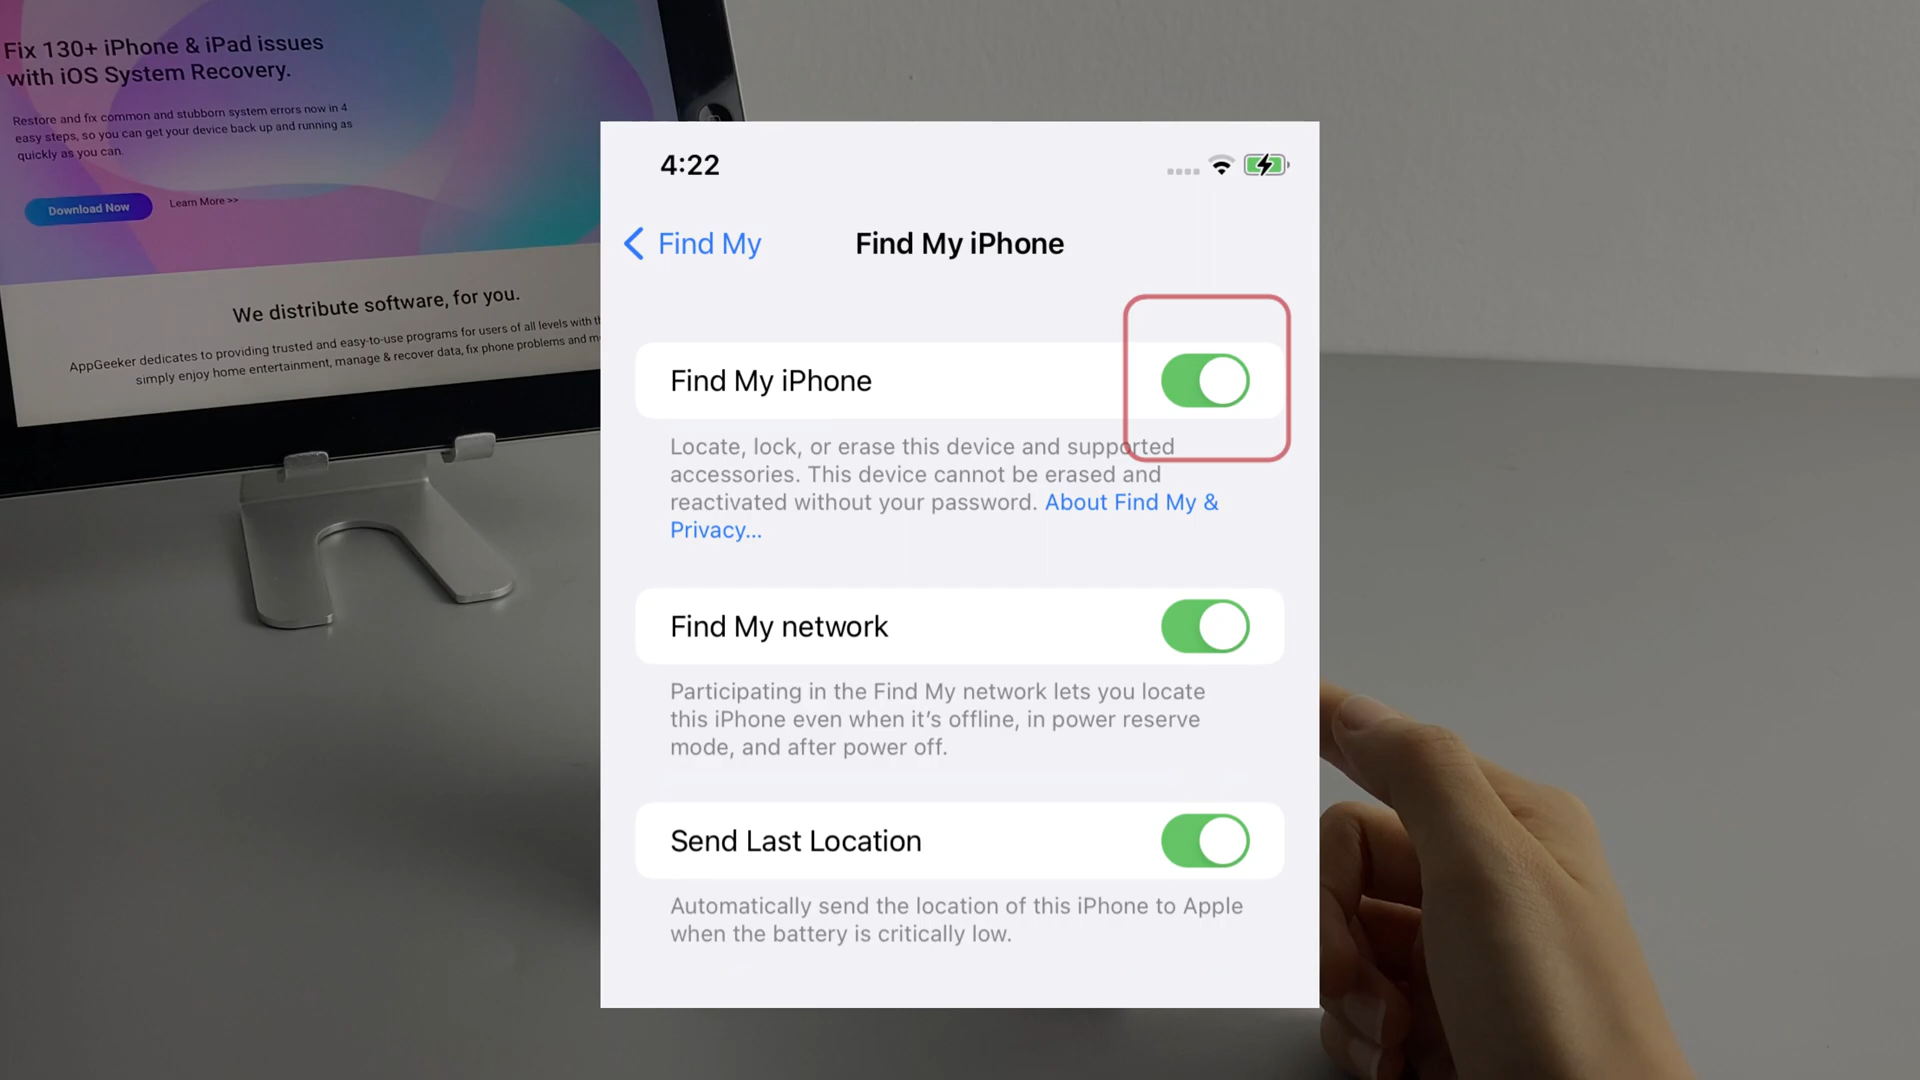 Fix 130+ iPhone & iPad issues
with iOS System Recovery.
Restore and fix common and stubborn system errors now in 4
easy steps, so you can get your device back up and running as
quickly as you can.
Download Now
Learn More >>
We distribute software, for you.
AppGeeker dedicates to providing trusted and easy-to-use programs for users of all levels with
simply enjoy home entertainment, manage & recover data, fix phone problems and
4:22
Find My
Find My iPhone
Find My iPhone
Locate, lock, or erase this device and supported
accessories. This device cannot be erased and
reactivated without your password. About Find My &
Privacy...
Find My network
Participating in the Find My network lets you locate
this iPhone even when it’s offline, in power reserve
mode, and after power off.
Send Last Location
Automatically send the location of this iPhone to Apple
when the battery is critically low.